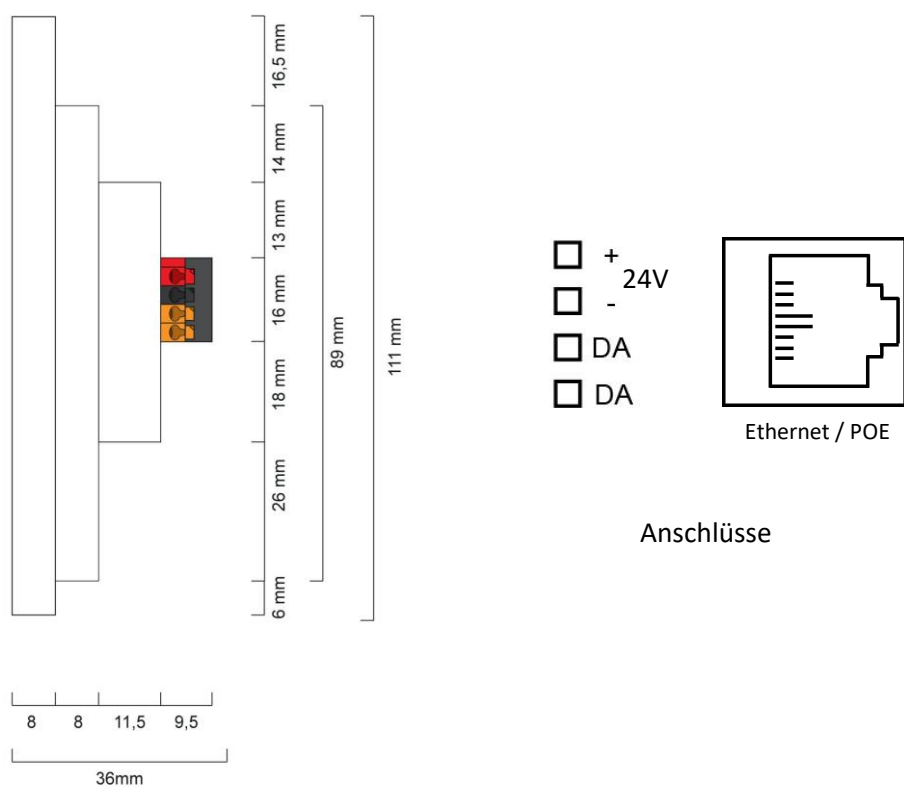 16,5 mm
14 mm
13 mm
16 mm
18 mm
26 mm
6 mm
89 mm
111 mm
8 8 11,5 9,5
36mm
+
24V
-
DA
DA
Ethernet / POE
Anschlüsse